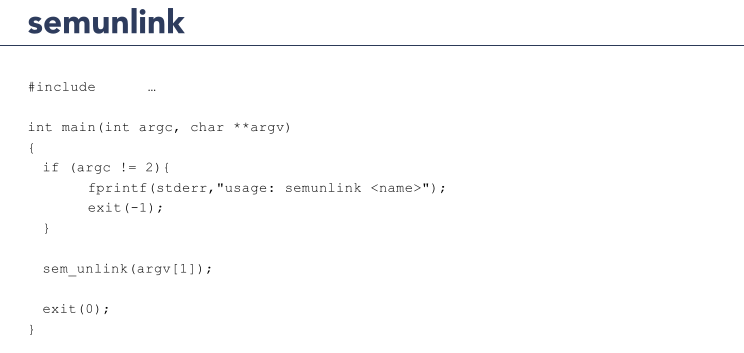 semunlink
#include …
int main(int argc, char **argv)
{
if (argc != 2){
fprintf(stderr,"usage: semunlink <name>");
exit(-1);
}
sem_unlink(argv[1]);
exit(0);
}